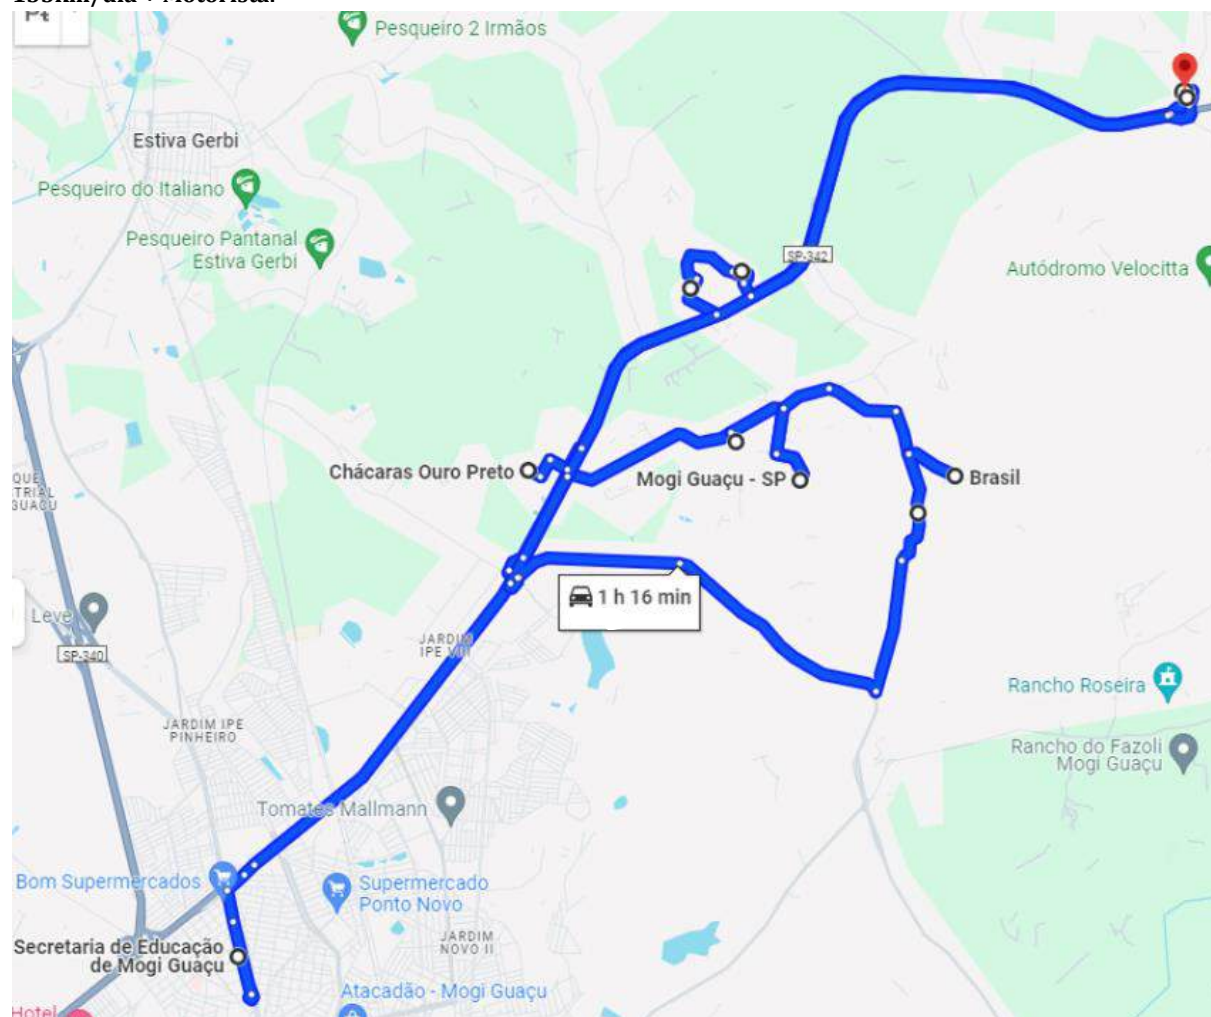 Pesqueiro 2 Irmãos
Estiva Gerbi
Pesqueiro do Italiano
Pesqueiro Pantanal
Estiva Gerbi
SP-342
Autódromo Velocitta
Chácaras Ouro Preto
Mogi Guaçu - SP
Brasil
1 h 16 min
Leve
SP-340
JARDIM
IPE VIII
Rancho Roseira
JARDIM IPE
PINHEIRO
Rancho do Fazoli
Mogi Guaçu
Tomates Mallmann
Bom Supermercados
Supermercado
Ponto Novo
JARDIM
NOVO II
Secretaria de Educação
de Mogi Guaçu
Atacadão - Mogi Guaçu
Hotel